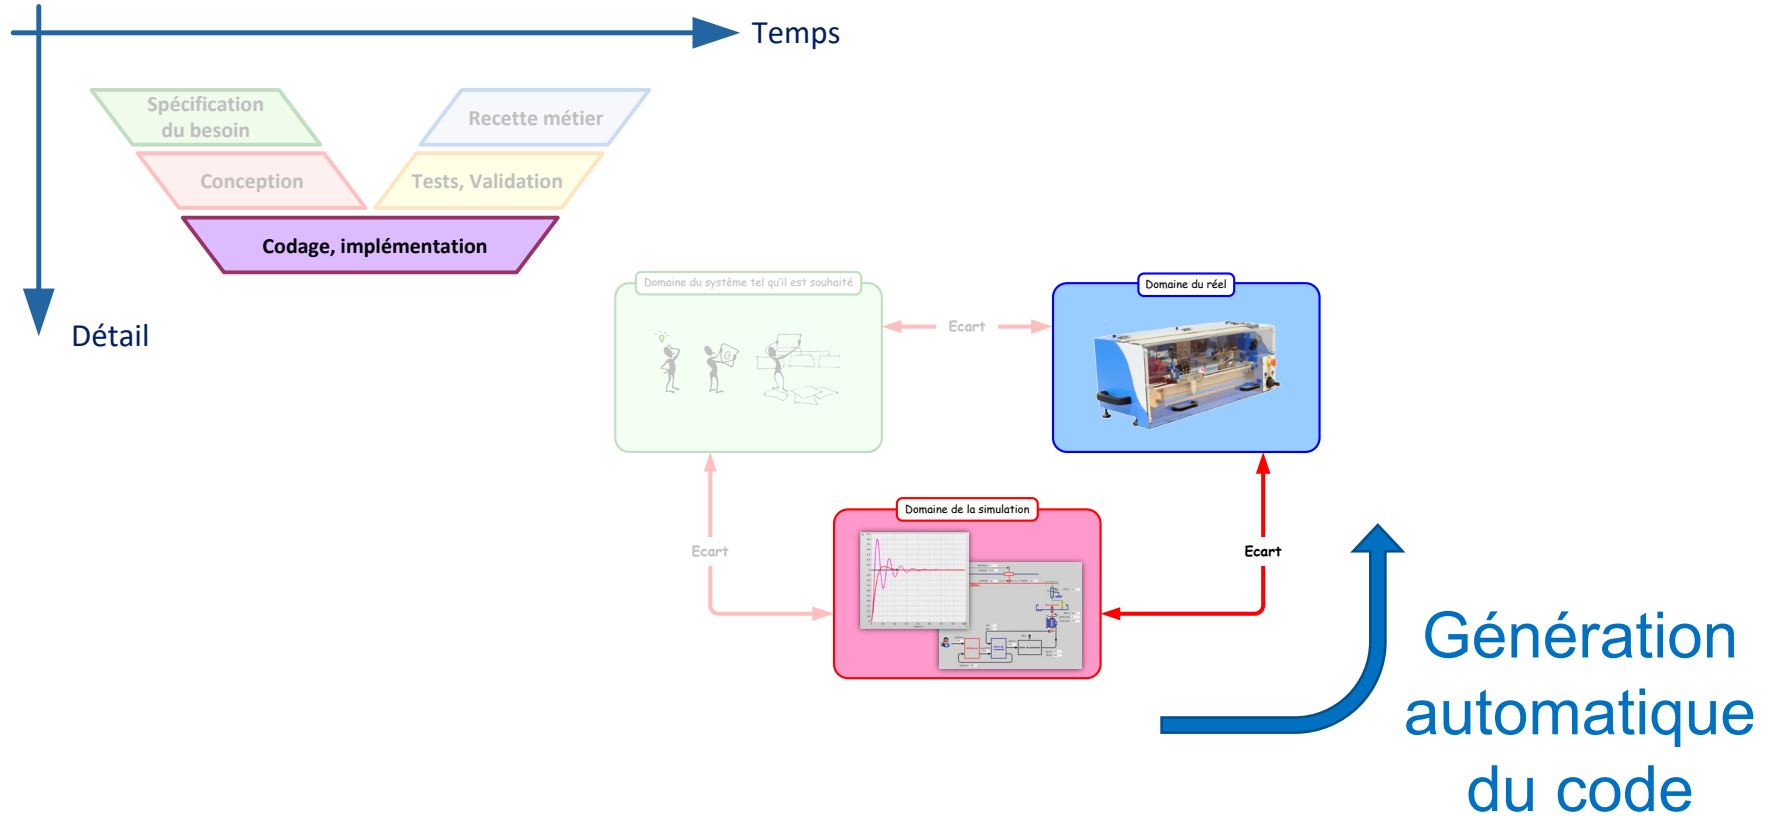 Temps
Spécification
du besoin
Recette métier
Conception
Tests, Validation
Codage, implémentation
Détail
Domaine du système tel qu'il est souhaité
Domaine du réel
Ecart
Domaine de la simulation
Ecart
Ecart
Génération
automatique
du code